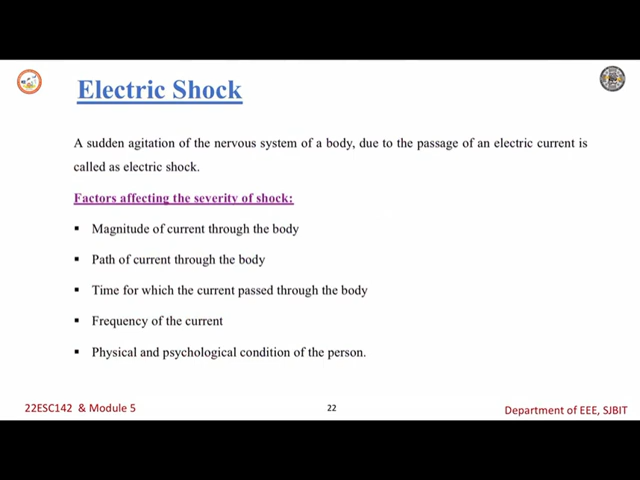 Electric Shock
A sudden agitation of the nervous system of a body, due to the passage of an electric current is
called as electric shock.
Factors affecting the severity of shock:
▪ Magnitude of current through the body
▪ Path of current through the body
▪ Time for which the current passed through the body
▪ Frequency of the current
▪ Physical and psychological condition of the person.
22ESC142 & Module 5
22
Department of EEE, SJBIT